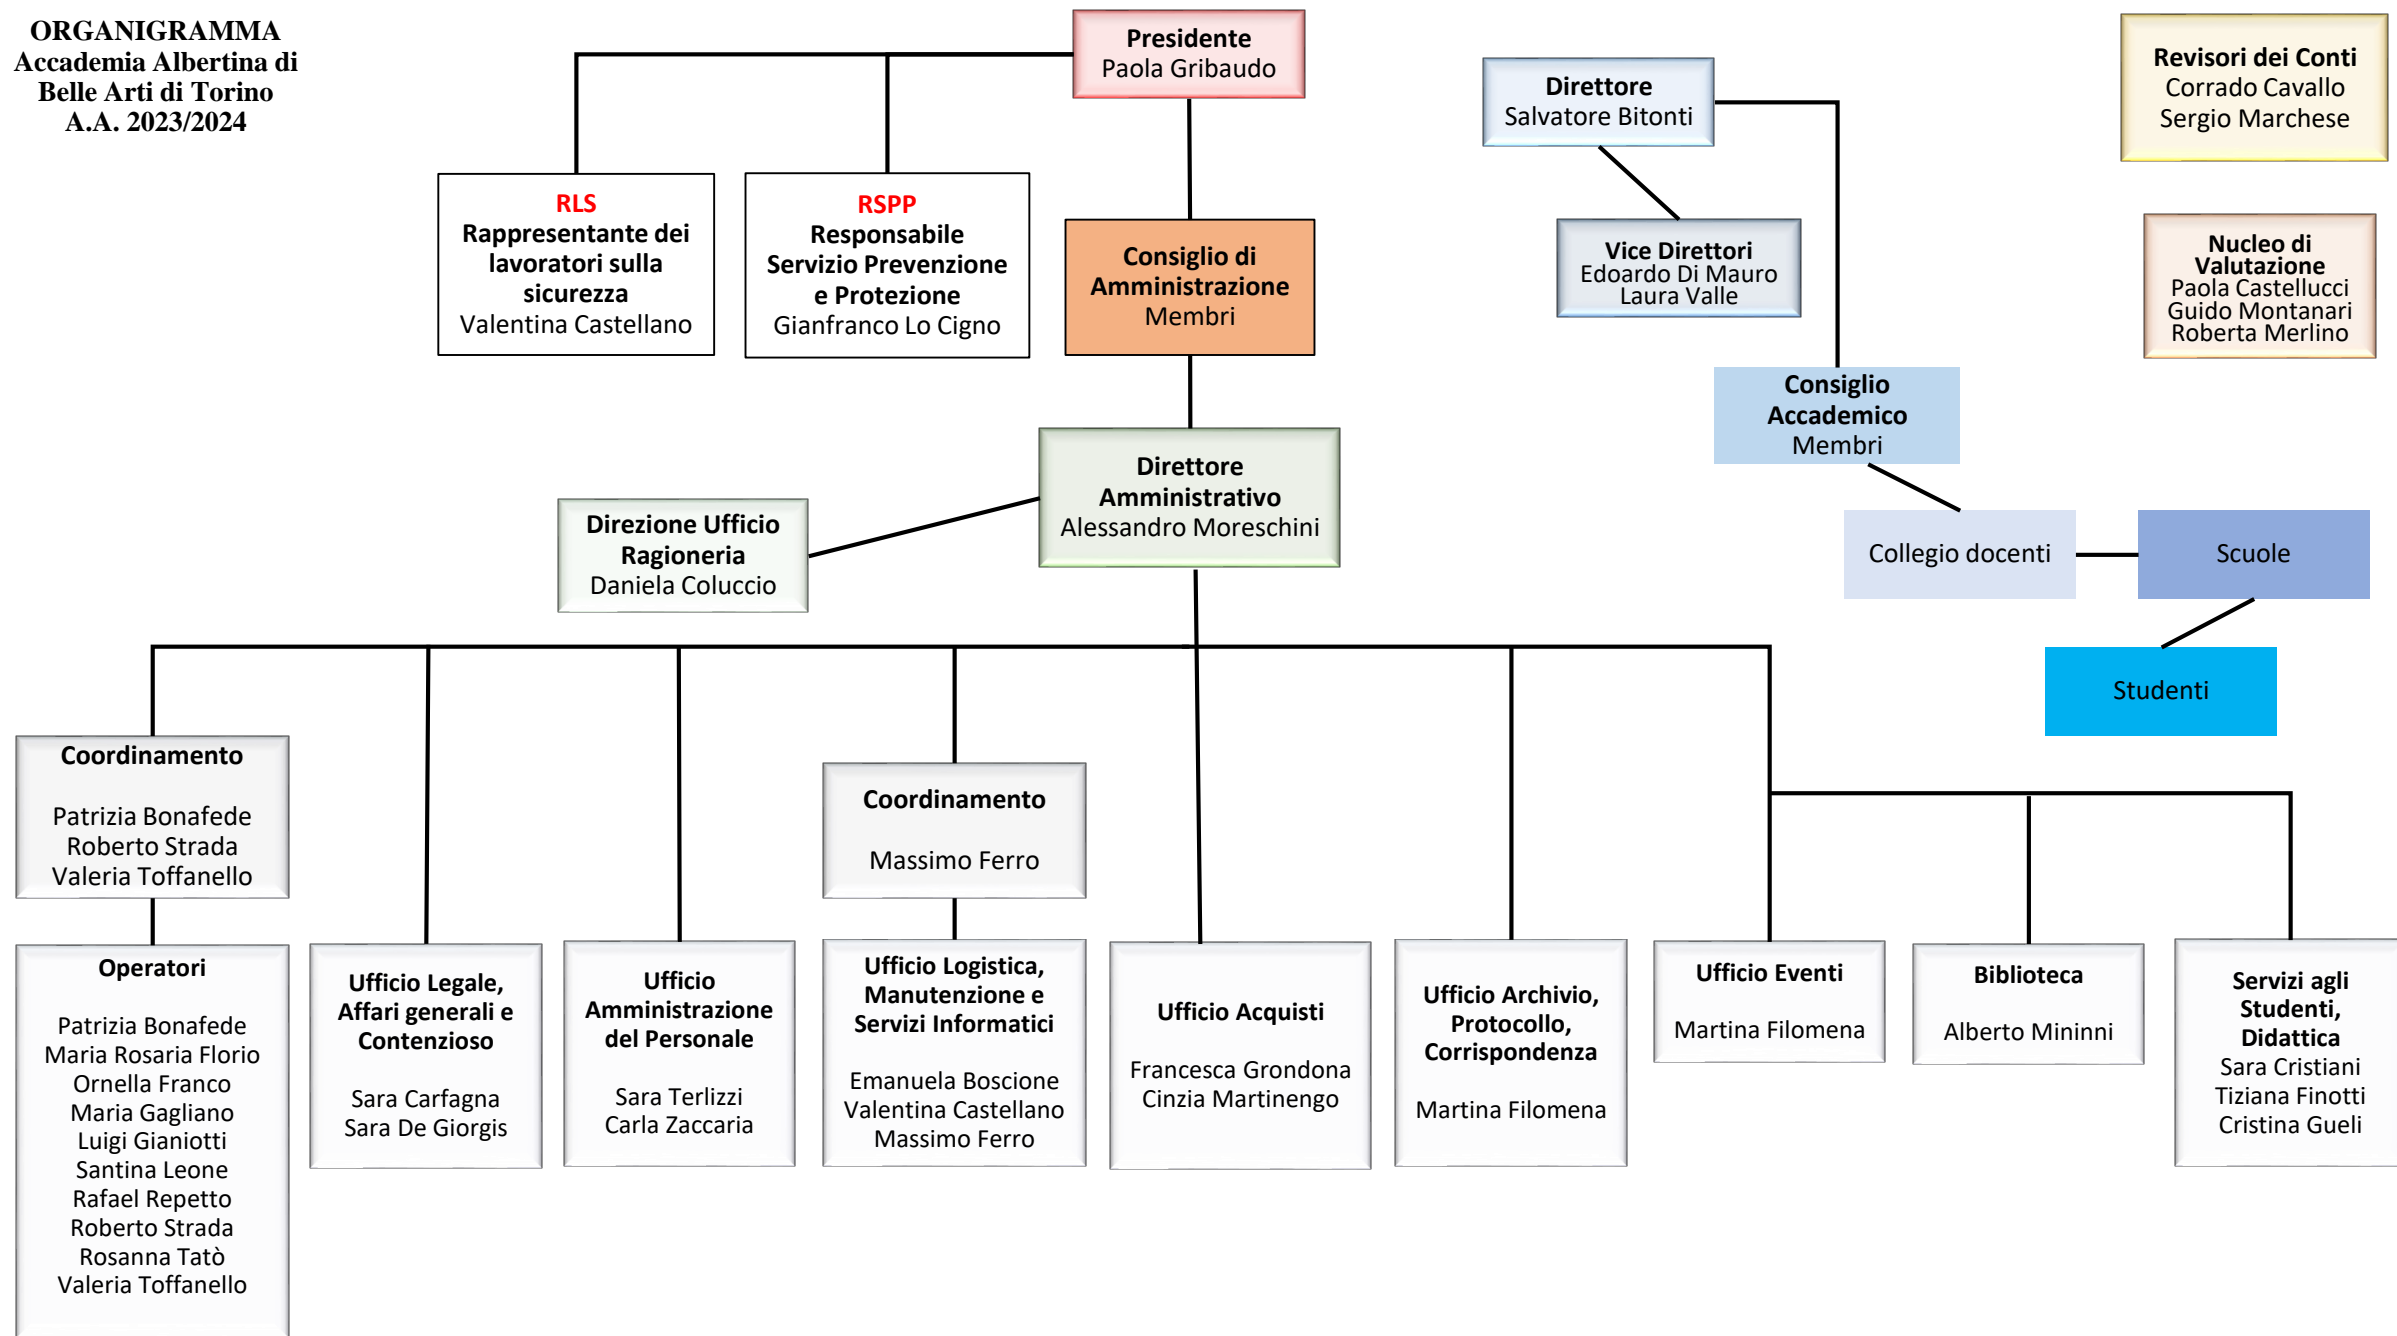 ORGANIGRAMMA
Accademia Albertina di
Belle Arti di Torino
A.A. 2023/2024
Presidente
Paola Gribaudo
Direttore
Salvatore Bitonti
Revisori dei Conti
Corrado Cavallo
Sergio Marchese
RLS
Rappresentante dei
lavoratori sulla
sicurezza
Valentina Castellano
RSPP
Responsabile
Servizio Prevenzione
e Protezione
Gianfranco Lo Cigno
Consiglio di
Amministrazione
Membri
Vice Direttori
Edoardo Di Mauro
Laura Valle
Nucleo di
Valutazione
Paola Castellucci
Guido Montanari
Roberta Merlino
Consiglio
Accademico
Membri
Direttore
Amministrativo
Alessandro Moreschini
Direzione Ufficio
Ragioneria
Daniela Coluccio
Collegio docenti
Scuole
Studenti
Coordinamento
Patrizia Bonafede
Roberto Strada
Valeria Toffanello
Coordinamento
Massimo Ferro
Operatori
Patrizia Bonafede
Maria Rosaria Florio
Ornella Franco
Maria Gagliano
Luigi Gianiotti
Santina Leone
Rafael Repetto
Roberto Strada
Rosanna Tatò
Valeria Toffanello
Ufficio Legale,
Affari generali e
Contenzioso
Sara Carfagna
Sara De Giorgis
Ufficio
Amministrazione
del Personale
Sara Terlizzi
Carla Zaccaria
Ufficio Logistica,
Manutenzione e
Servizi Informatici
Emanuela Boscione
Valentina Castellano
Massimo Ferro
Ufficio Acquisti
Francesca Grondona
Cinzia Martinengo
Ufficio Archivio,
Protocollo,
Corrispondenza
Martina Filomena
Ufficio Eventi
Martina Filomena
Biblioteca
Alberto Mininni
Servizi agli
Studenti,
Didattica
Sara Cristiani
Tiziana Finotti
Cristina Gueli